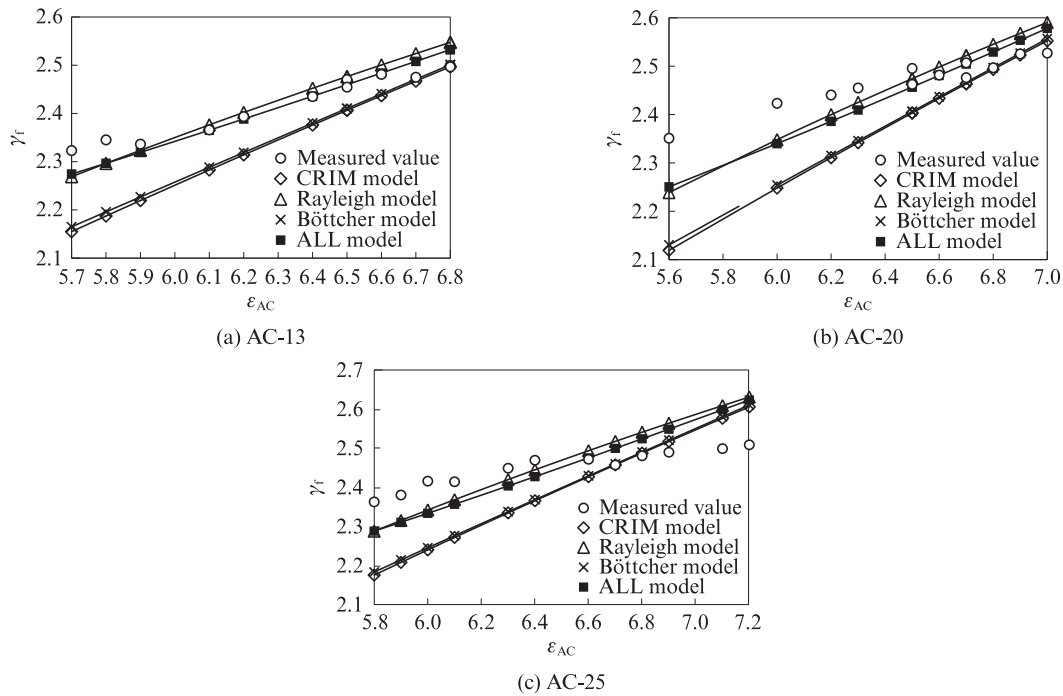 2.6
2.5
2.4
2.3
2.2
2.1
γf
Measured value
CRIM model
Rayleigh model
Böttcher model
ALL model
5.7 5.8 5.9 6.0 6.1 6.2 6.3 6.4 6.5 6.6 6.7 6.8
εAC
(a) AC-13
2.6
2.5
2.4
2.3
2.2
2.1
γf
Measured value
CRIM model
Rayleigh model
Böttcher model
ALL model
5.6 5.8 6.0 6.2 6.4 6.6 6.8 7.0
εAC
(b) AC-20
2.7
2.6
2.5
2.4
2.3
2.2
2.1
γf
Measured value
CRIM model
Rayleigh model
Böttcher model
ALL model
5.8 6.0 6.2 6.4 6.6 6.8 7.0 7.2
εAC
(c) AC-25